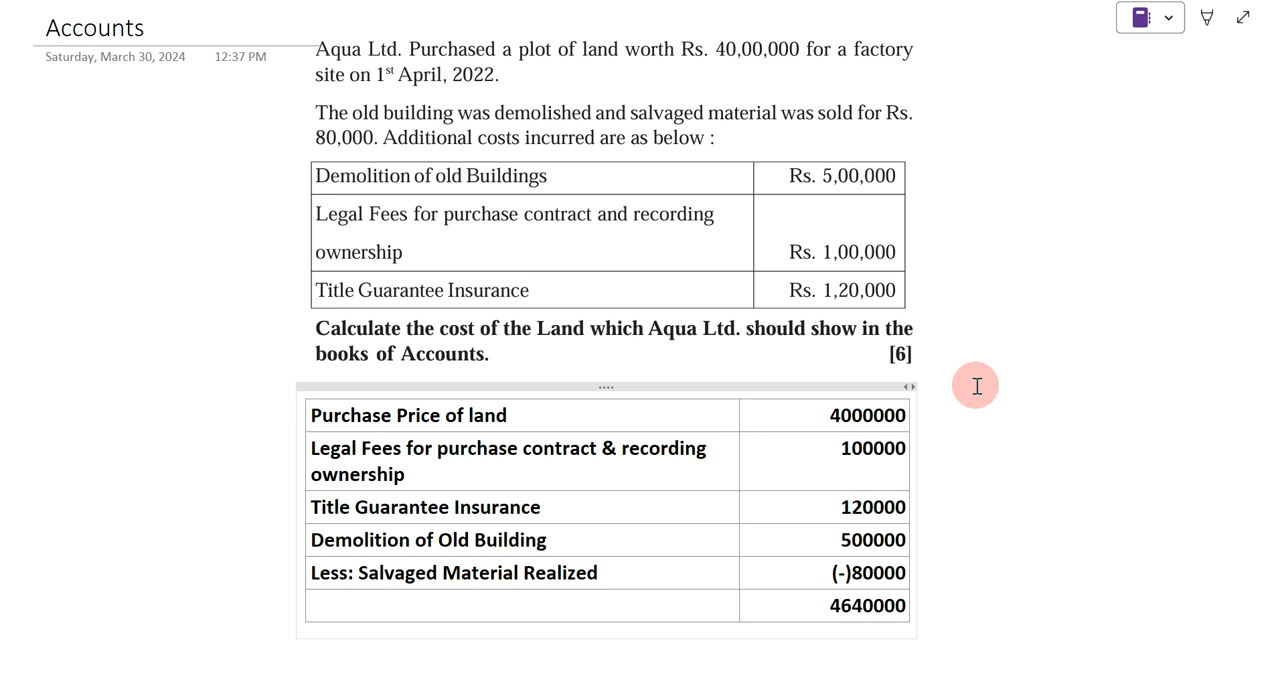 Accounts
Saturday, March 30, 2024 12:37 PM
Aqua Ltd. Purchased a plot of land worth Rs. 40,00,000 for a factory
site on 1st April, 2022.
The old building was demolished and salvaged material was sold for Rs.
80,000. Additional costs incurred are as below :
Demolition of old Buildings Rs. 5,00,000
Legal Fees for purchase contract and recording
ownership Rs. 1,00,000
Title Guarantee Insurance Rs. 1,20,000
Calculate the cost of the Land which Aqua Ltd. should show in the
books of Accounts. [6]
Purchase Price of land 4000000
Legal Fees for purchase contract & recording 100000
ownership
Title Guarantee Insurance 120000
Demolition of Old Building 500000
Less: Salvaged Material Realized (-)80000
4640000